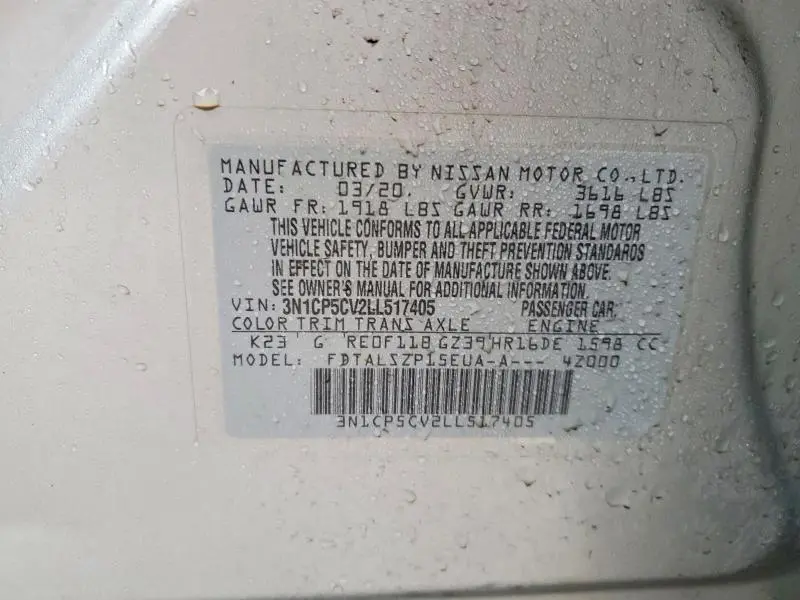 MANUFACTURED BY NISSAN MOTOR CO.,LTD.
DATE: 03/20. GVWR: 3616 LBS
GAWR FR: 1918 LBS GAWR RR: 1698 LBS
THIS VEHICLE CONFORMS TO ALL APPLICABLE FEDERAL MOTOR
VEHICLE SAFETY, BUMPER AND THEFT PREVENTION STANDARDS
IN EFFECT ON THE DATE OF MANUFACTURE SHOWN ABOVE.
SEE OWNER'S MANUAL FOR ADDITIONAL INFORMATION.
VIN: 3N1CP5CV2LL517405 PASSENGER CAR.
COLOR TRIM TRANS AXLE ENGINE
K23 G RE0F11B GZ39 HR16DE 1598 CC
MODEL: FDTALSZP15EUA-A--- 42000
3N1CP5CV2LL517405